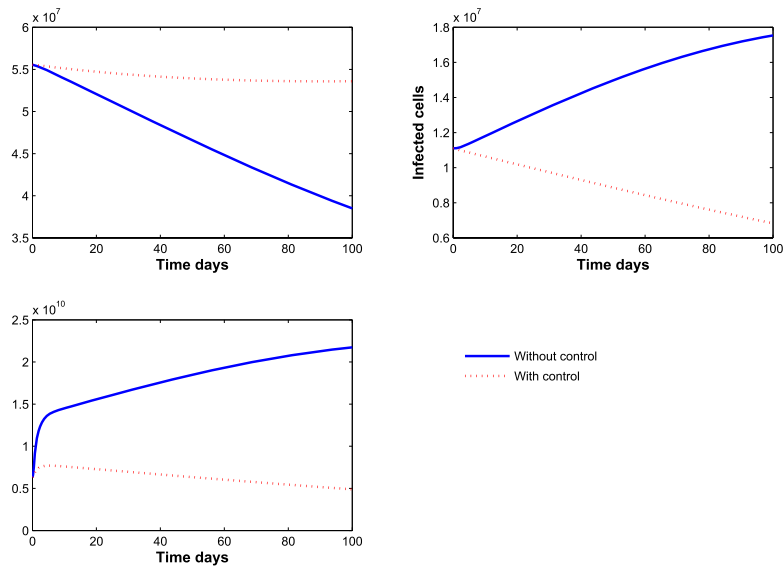 x 10^7
6
5.5
5
4.5
4
3.5
0 20 40 60 80 100
Time days
x 10^7
1.8
1.6
1.4
1.2
1
0.8
0.6
Infected cells
0 20 40 60 80 100
Time days
x 10^10
2.5
2
1.5
1
0.5
0
0 20 40 60 80 100
Time days
Without control
With control